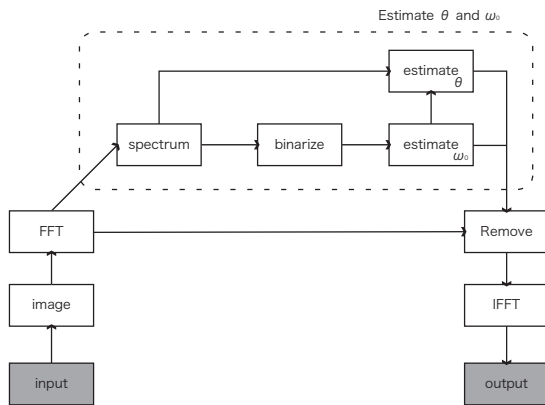 Estimate θ and ω₀
estimate
θ
spectrum
binarize
estimate
ω₀
FFT
Remove
image
IFFT
input
output